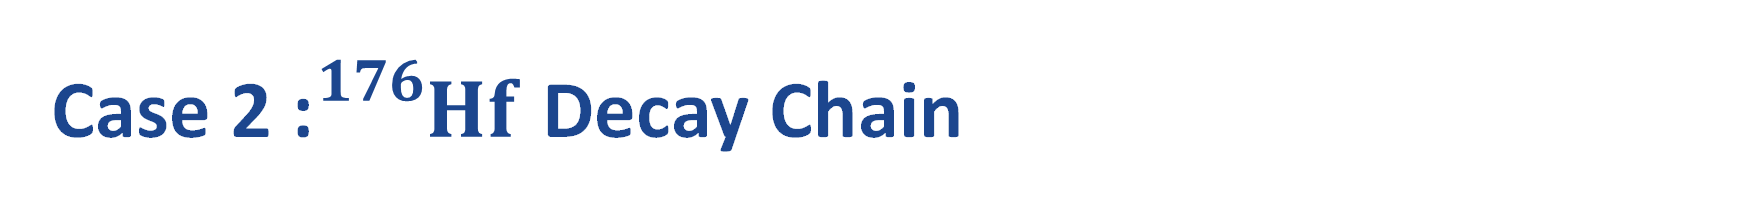 Case 2 :¹⁷⁶Hf Decay Chain